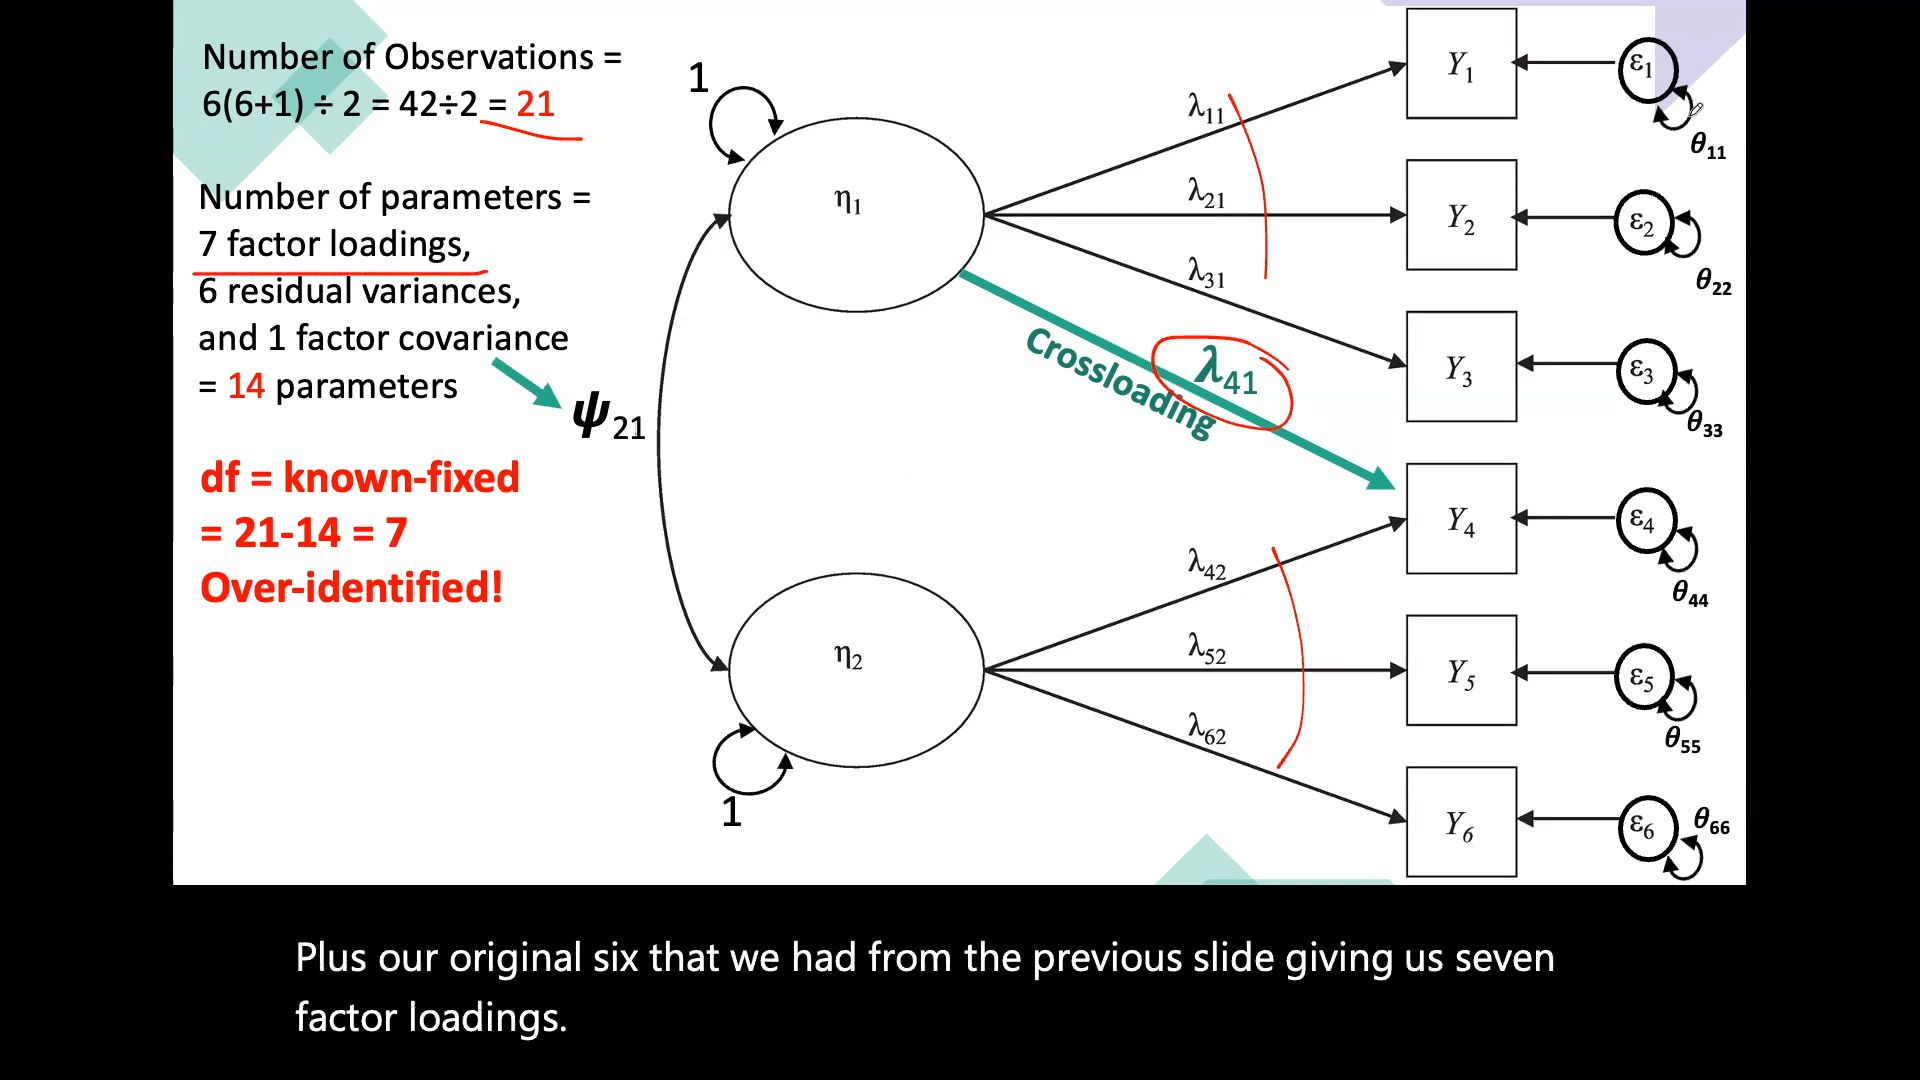 Number of Observations =
6(6+1) ÷ 2 = 42÷2 = 21
Number of parameters =
7 factor loadings,
6 residual variances,
and 1 factor covariance
= 14 parameters
df = known-fixed
= 21-14 = 7
Over-identified!
ψ21
1
η1
η2
1
λ11
λ21
λ31
Crossloading
λ41
λ42
λ52
λ62
Y1
Y2
Y3
Y4
Y5
Y6
ε1
θ11
ε2
θ22
ε3
θ33
ε4
θ44
ε5
θ55
ε6
θ66
Plus our original six that we had from the previous slide giving us seven
factor loadings.